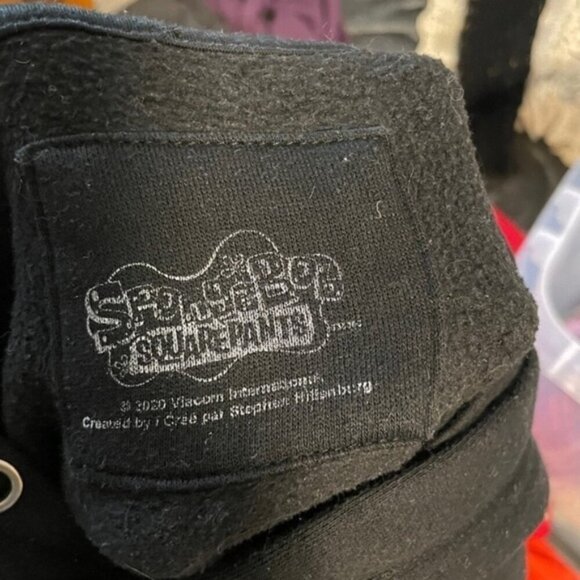 SpongeBob
SQUAREPANTS
© 2020 Viacom International.
Created by / Créé par Stephen Hillenburg.